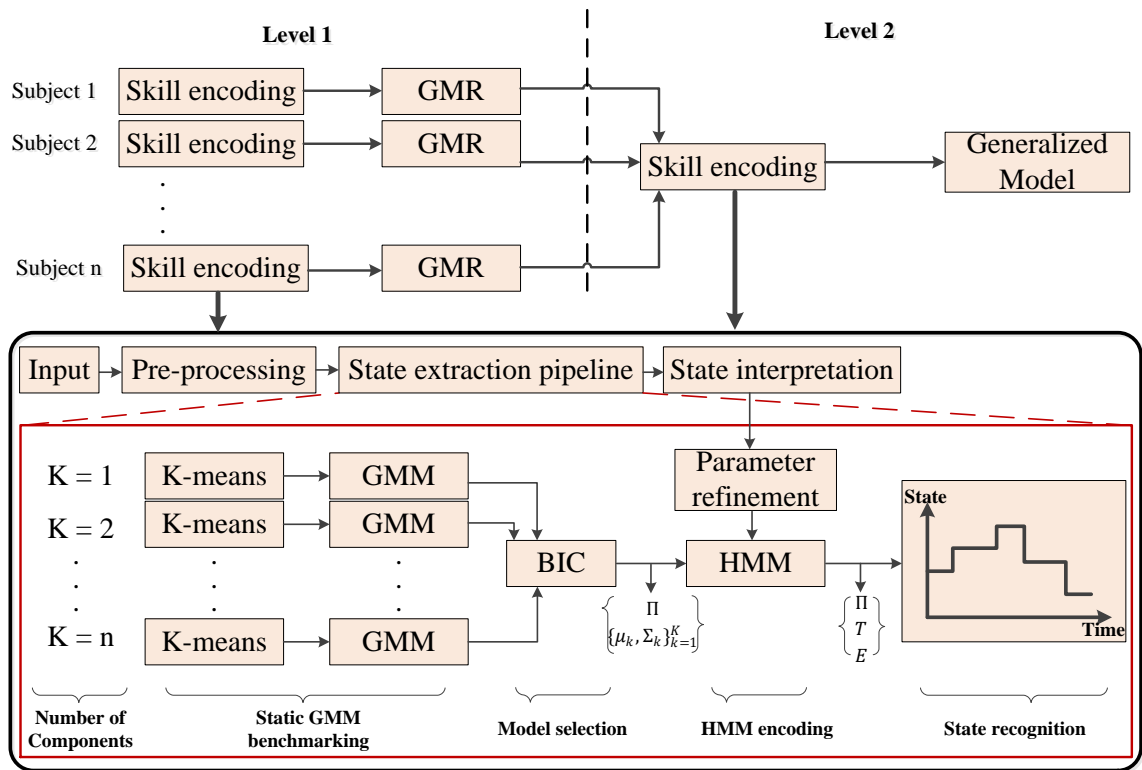 Level 1
Level 2
Subject 1
Skill encoding
GMR
Subject 2
Skill encoding
GMR
Skill encoding
Generalized
Model
.
.
.
Subject n
Skill encoding
GMR
Input
Pre-processing
State extraction pipeline
State interpretation
K = 1
K-means
GMM
Parameter
refinement
K = 2
K-means
GMM
BIC
HMM
State
Time
. . .
. . .
. . .
K = n
K-means
GMM
Π
{μₖ, Σₖ}ᴷₖ₌₁
Π
T
E
Number of
Components
Static GMM
benchmarking
Model selection
HMM encoding
State recognition